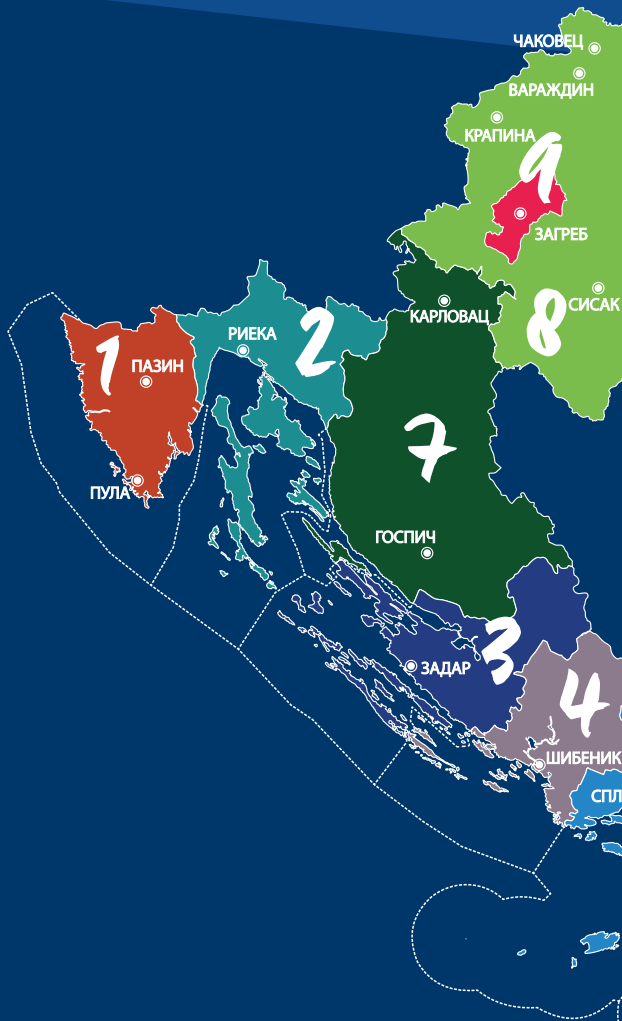 ЧАКОВЕЦ
ВАРАЖДИН
КРАПИНА
9
ЗАГРЕБ
8
СИСАК
КАРЛОВАЦ
РИЕКА
2
1
ПАЗИН
7
ПУЛА
ГОСПИЧ
3
ЗАДАР
4
ШИБЕНИК
СПЛ